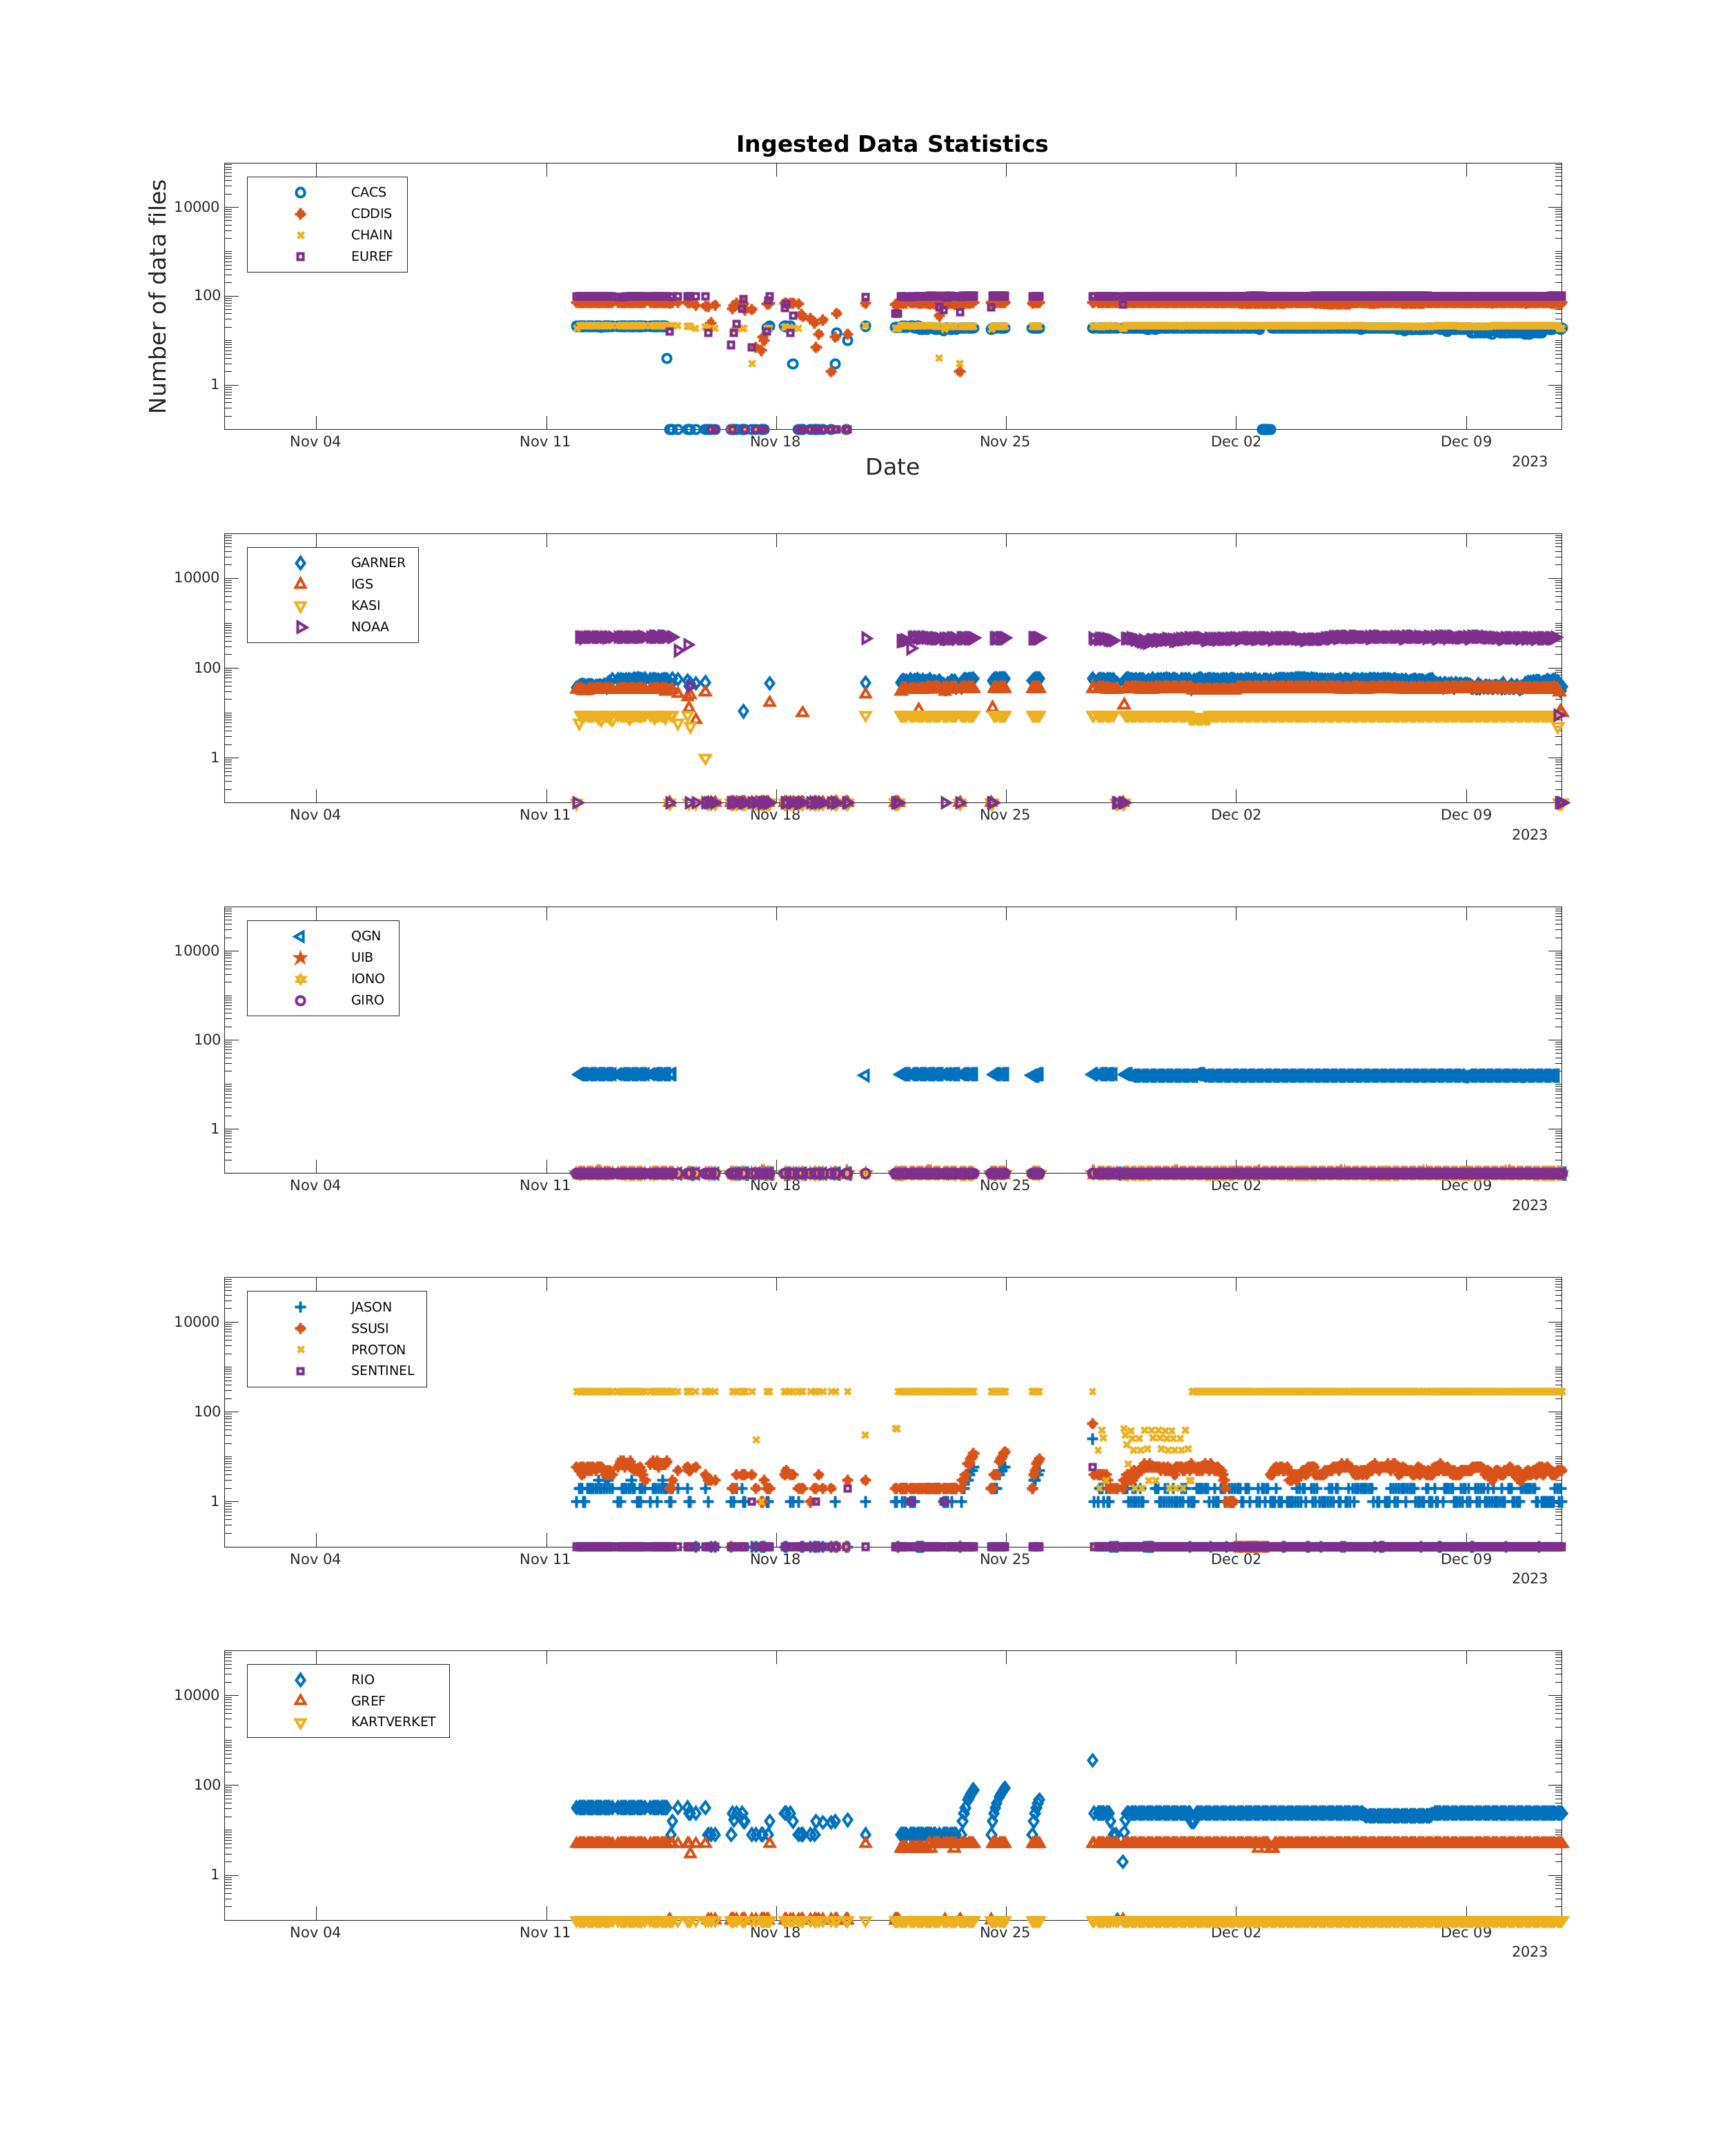 Ingested Data Statistics
Number of data files
10000
100
1
CACS
CDDIS
CHAIN
EUREF
Nov 04 Nov 11 Nov 18 Nov 25 Dec 02 Dec 09
2023
Date
10000
100
1
GARNER
IGS
KASI
NOAA
Nov 04 Nov 11 Nov 18 Nov 25 Dec 02 Dec 09
2023
10000
100
1
QGN
UIB
IONO
GIRO
Nov 04 Nov 11 Nov 18 Nov 25 Dec 02 Dec 09
2023
10000
100
1
JASON
SSUSI
PROTON
SENTINEL
Nov 04 Nov 11 Nov 18 Nov 25 Dec 02 Dec 09
2023
10000
100
1
RIO
GREF
KARTVERKET
Nov 04 Nov 11 Nov 18 Nov 25 Dec 02 Dec 09
2023